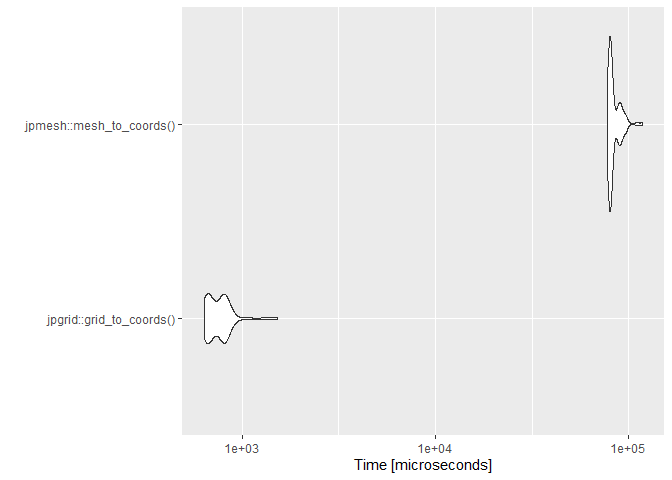 jpmesh::mesh_to_coords()
jpgrid::grid_to_coords()
1e+03
1e+04
1e+05
Time [microseconds]